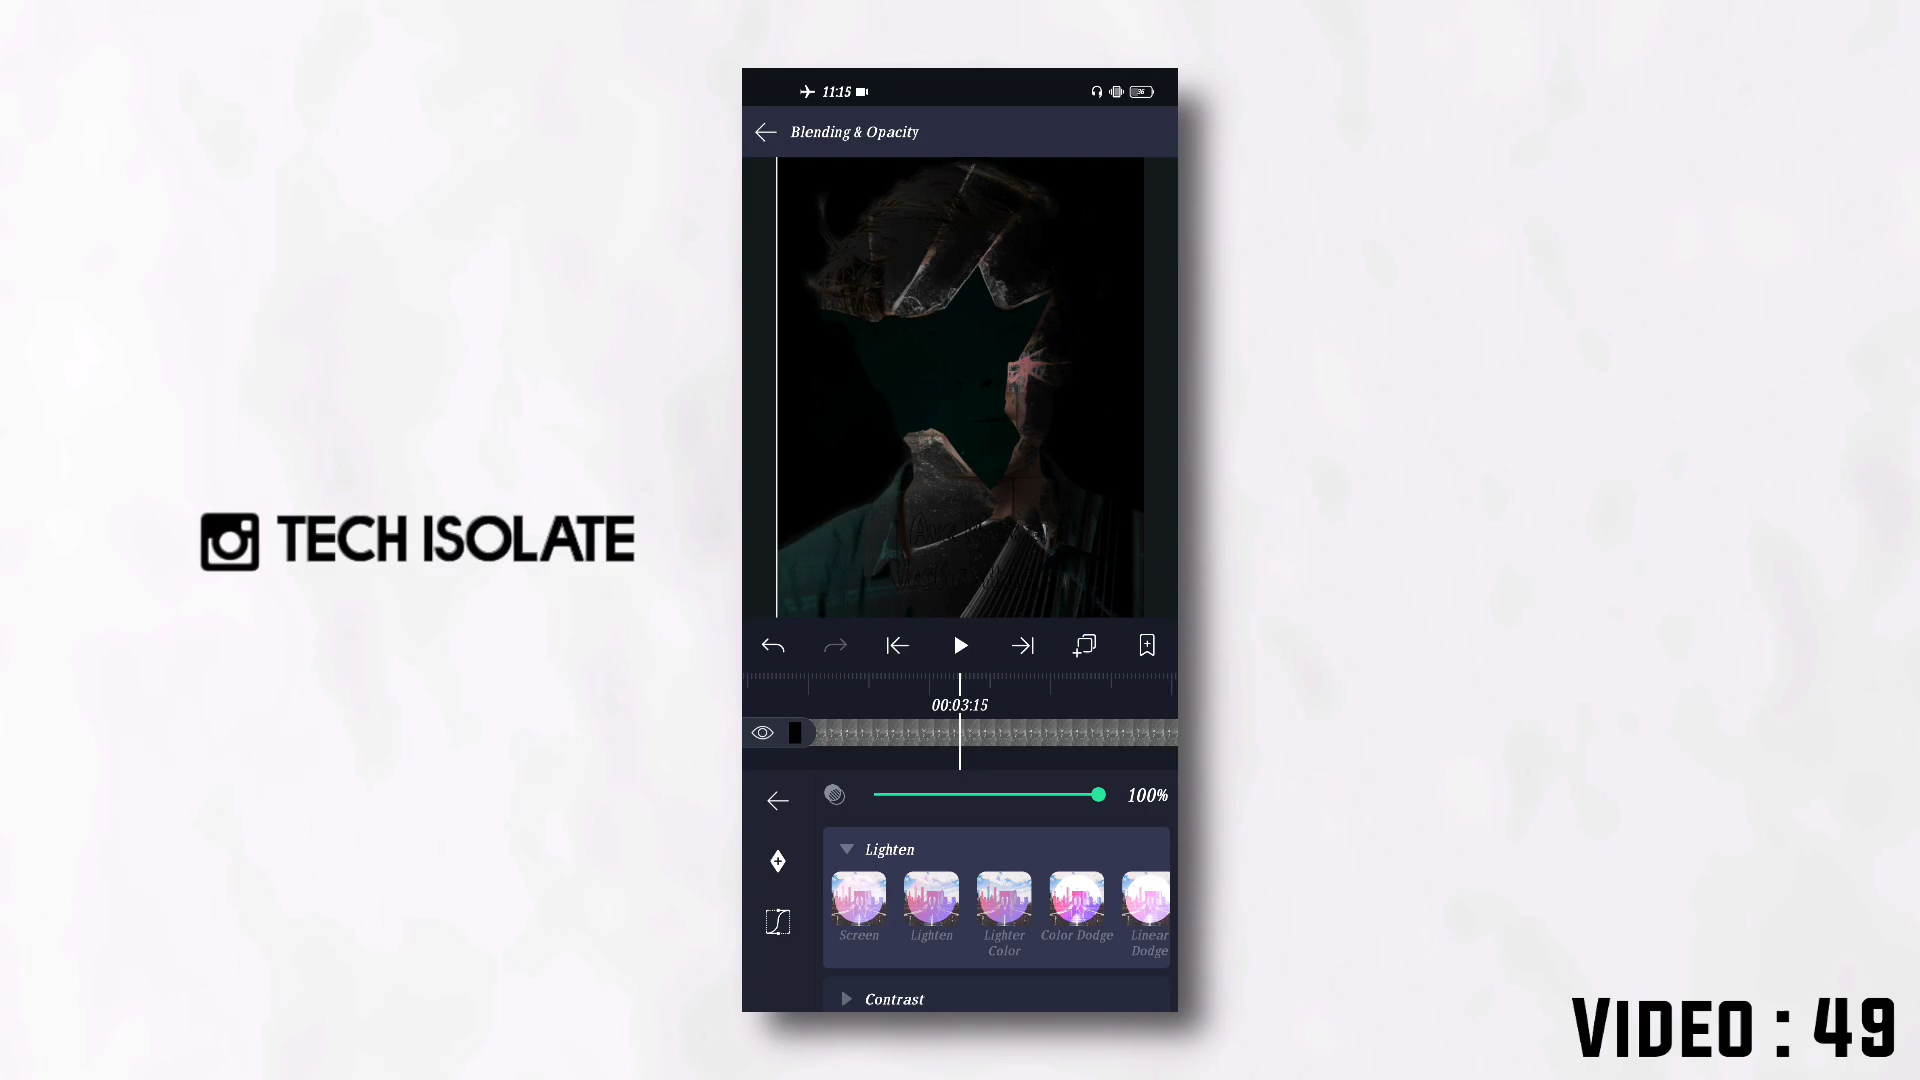 11:15
36
Blending & Opacity
TECH ISOLATE
00:03:15
100%
Lighten
Screen
Lighten
Lighter
Color
Color Dodge
Linear
Dodge
Contrast
VIDEO : 49